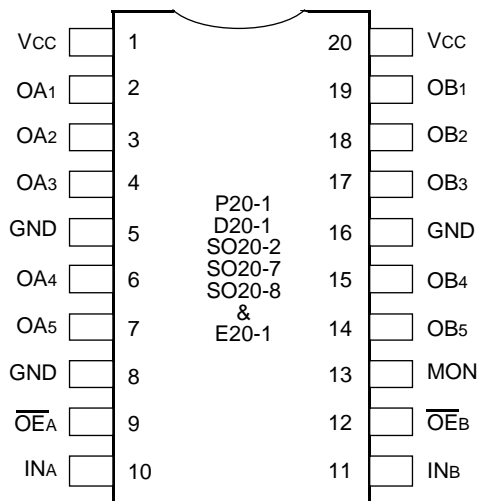 VCC 1 20 VCC
OA1 2 19 OB1
OA2 3 18 OB2
OA3 4 17 OB3
GND 5 16 GND
OA4 6 15 OB4
OA5 7 14 OB5
GND 8 13 MON
O̅E̅A 9 12 O̅E̅B
INA 10 11 INB
P20-1
D20-1
SO20-2
SO20-7
SO20-8
&
E20-1